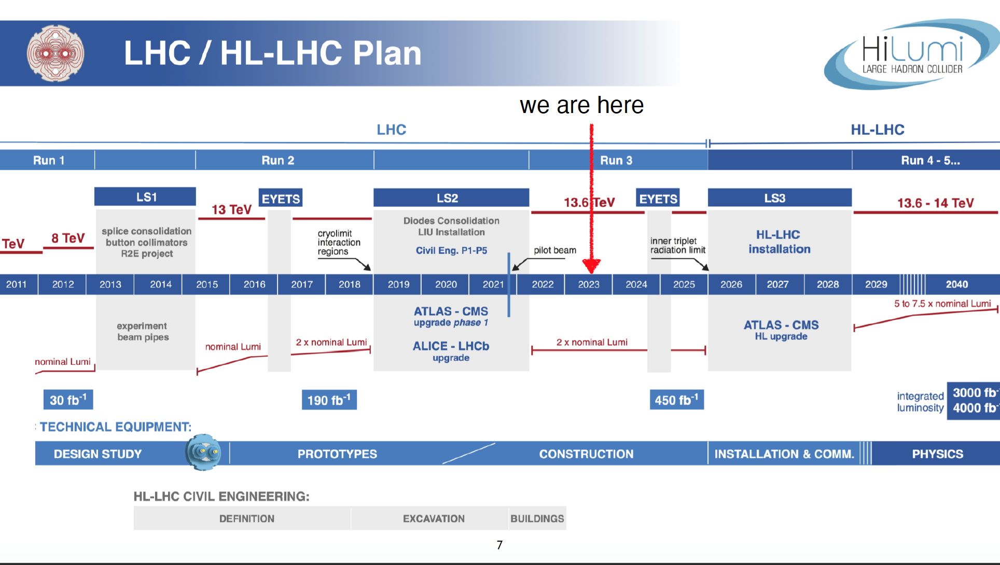 LHC / HL-LHC Plan
HiLumi
LARGE HADRON COLLIDER
we are here
LHC
HL-LHC
Run 1
Run 2
Run 3
Run 4 - 5...
LS1
EYETS
LS2
EYETS
LS3
TeV
8 TeV
13 TeV
13.6 TeV
13.6 - 14 TeV
splice consolidation
button collimators
R2E project
cryolimit
interaction
regions
Diodes Consolidation
LIU Installation
Civil Eng. P1-P5
pilot beam
inner triplet
radiation limit
HL-LHC
installation
2011 2012 2013 2014 2015 2016 2017 2018 2019 2020 2021 2022 2023 2024 2025 2026 2027 2028 2029 2040
experiment
beam pipes
nominal Lumi
nominal Lumi
2 x nominal Lumi
ATLAS - CMS
upgrade phase 1
ALICE - LHCb
upgrade
2 x nominal Lumi
ATLAS - CMS
HL upgrade
5 to 7.5 x nominal Lumi
30 fb⁻¹
190 fb⁻¹
450 fb⁻¹
integrated
luminosity
3000 fb⁻
4000 fb⁻
: TECHNICAL EQUIPMENT:
DESIGN STUDY
PROTOTYPES
CONSTRUCTION
INSTALLATION & COMM.
PHYSICS
HL-LHC CIVIL ENGINEERING:
DEFINITION
EXCAVATION
BUILDINGS
7